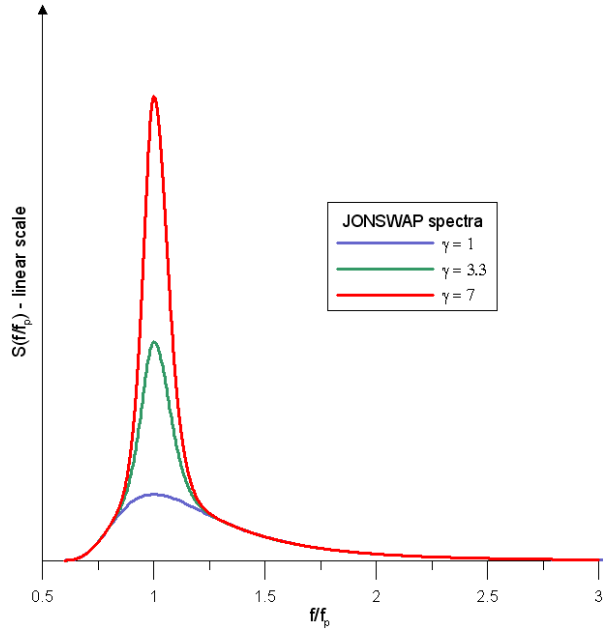 S(f/fp) - linear scale
JONSWAP spectra
γ = 1
γ = 3.3
γ = 7
0.5 1 1.5 2 2.5 3
f/fp